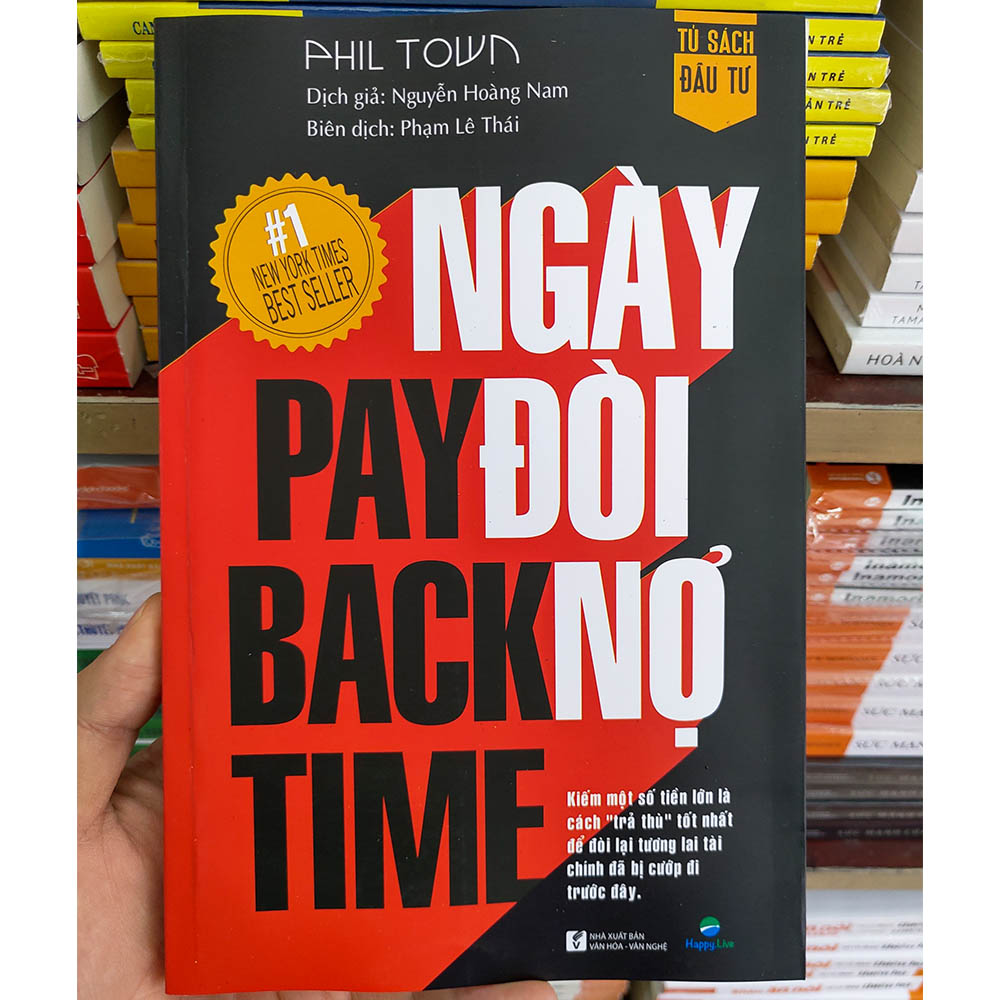 PHIL TOWN
Dịch giả: Nguyễn Hoàng Nam
Biên dịch: Phạm Lê Thái
TỦ SÁCH
ĐẦU TƯ
#1
NEW YORK TIMES
BEST SELLER
NGÀY
PAY ĐÒI
BACK NỢ
TIME
Kiếm một số tiền lớn là
cách "trả thù" tốt nhất
để đòi lại tương lai tài
chính đã bị cướp đi
trước đây.
NHÀ XUẤT BẢN
VĂN HÓA - VĂN NGHỆ
Happy.Live
HOÀ N
Inamori